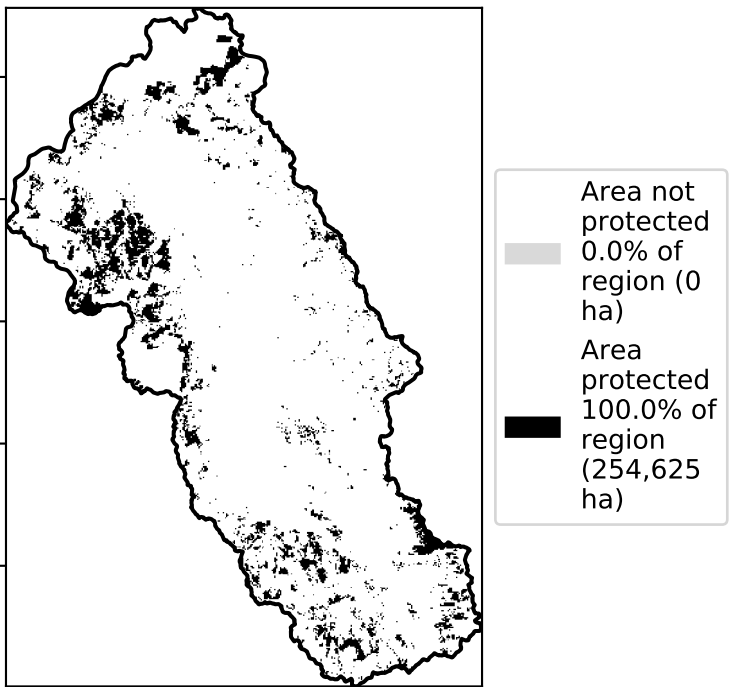 Area not
protected
0.0% of
region (0
ha)
Area
protected
100.0% of
region
(254,625
ha)